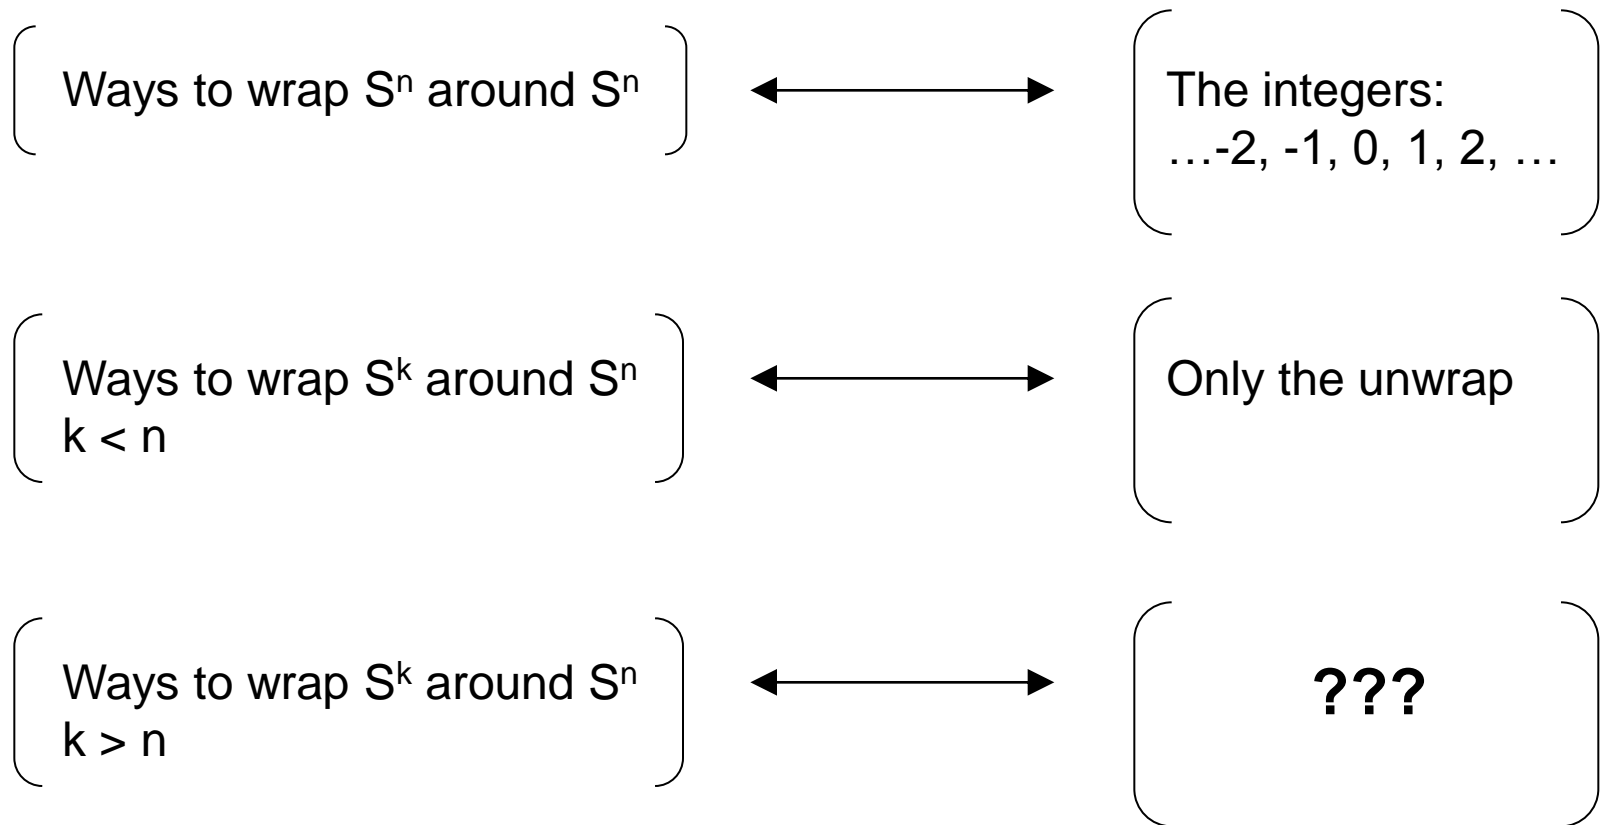 Ways to wrap Sⁿ around Sⁿ
The integers:
…-2, -1, 0, 1, 2, …
Ways to wrap Sᵏ around Sⁿ
k < n
Only the unwrap
Ways to wrap Sᵏ around Sⁿ
k > n
???